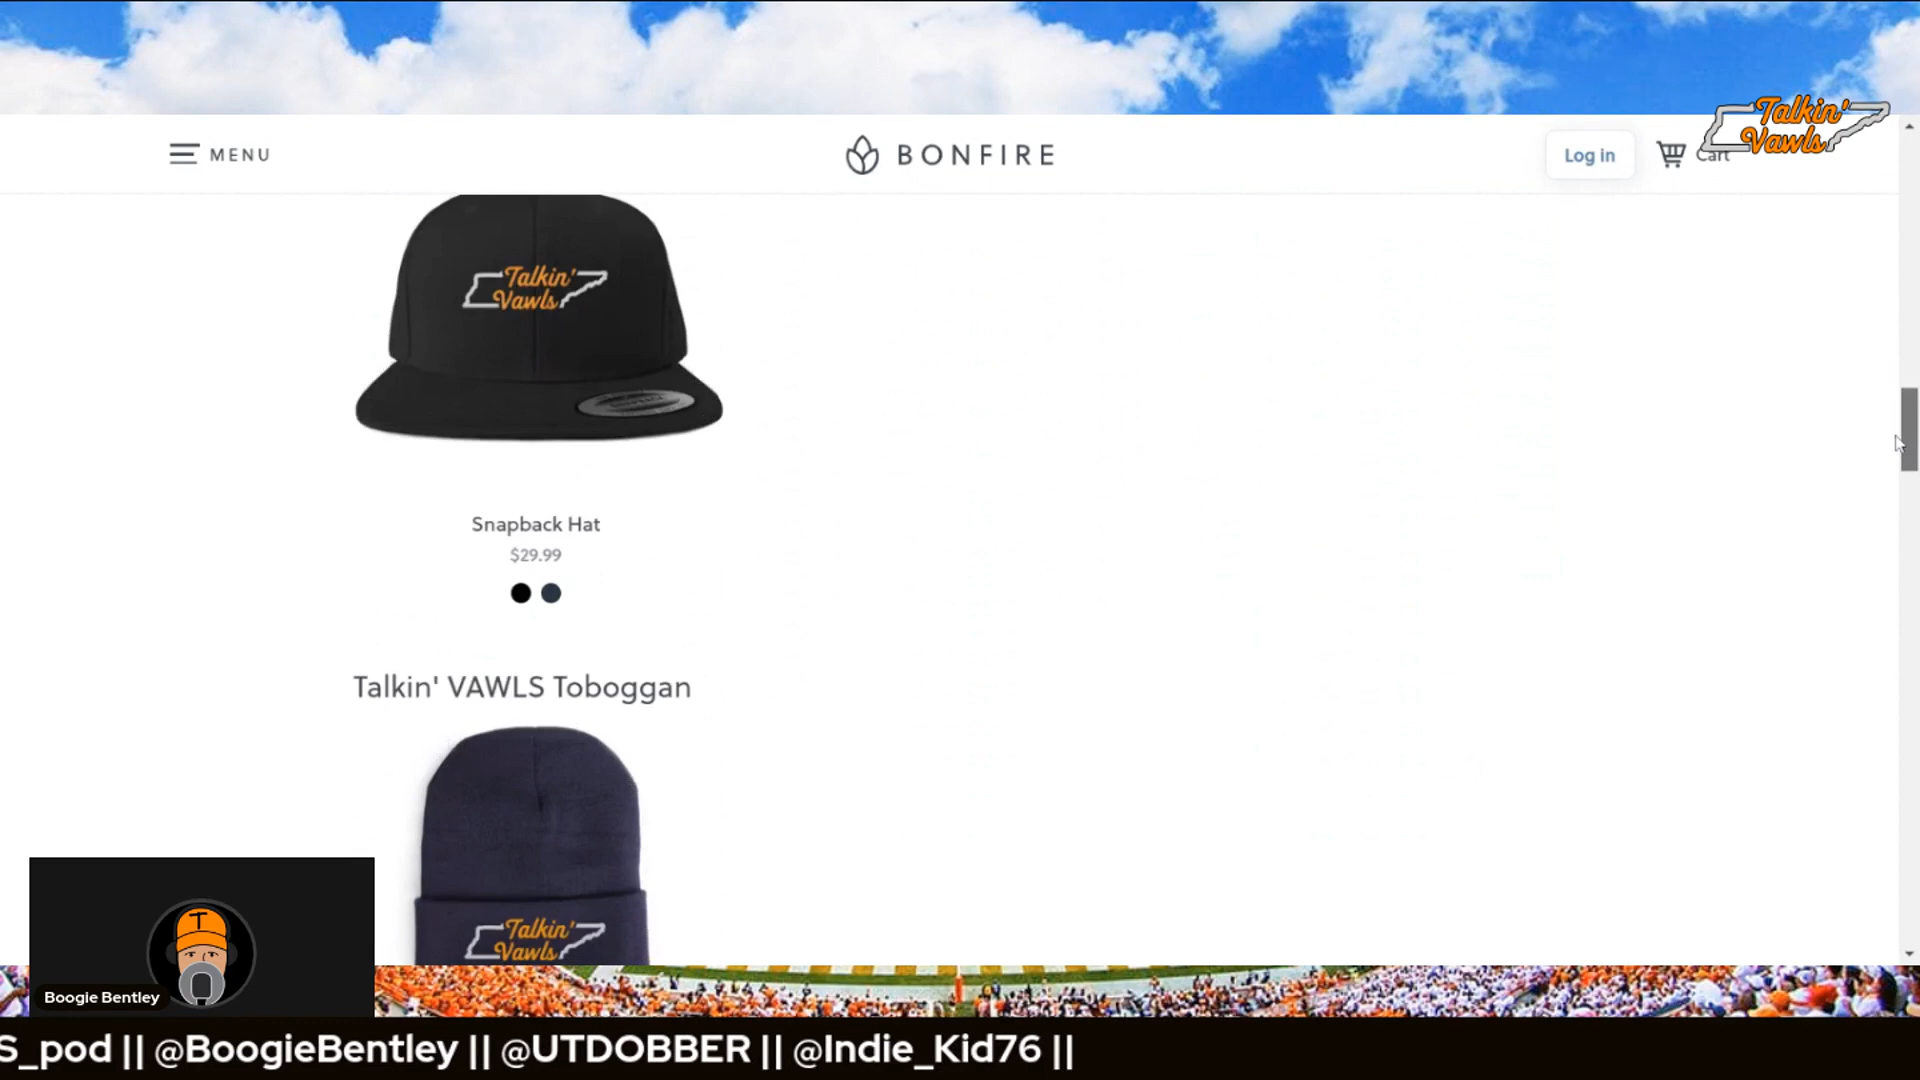 MENU
BONFIRE
Log in
Cart
Talkin'
Vawls
Talkin'
Vawls
Snapback Hat
$29.99
Talkin' VAWLS Toboggan
Talkin'
Vawls
T
Boogie Bentley
S_pod || @BoogieBentley || @UTDOBBER || @Indie_Kid76 ||